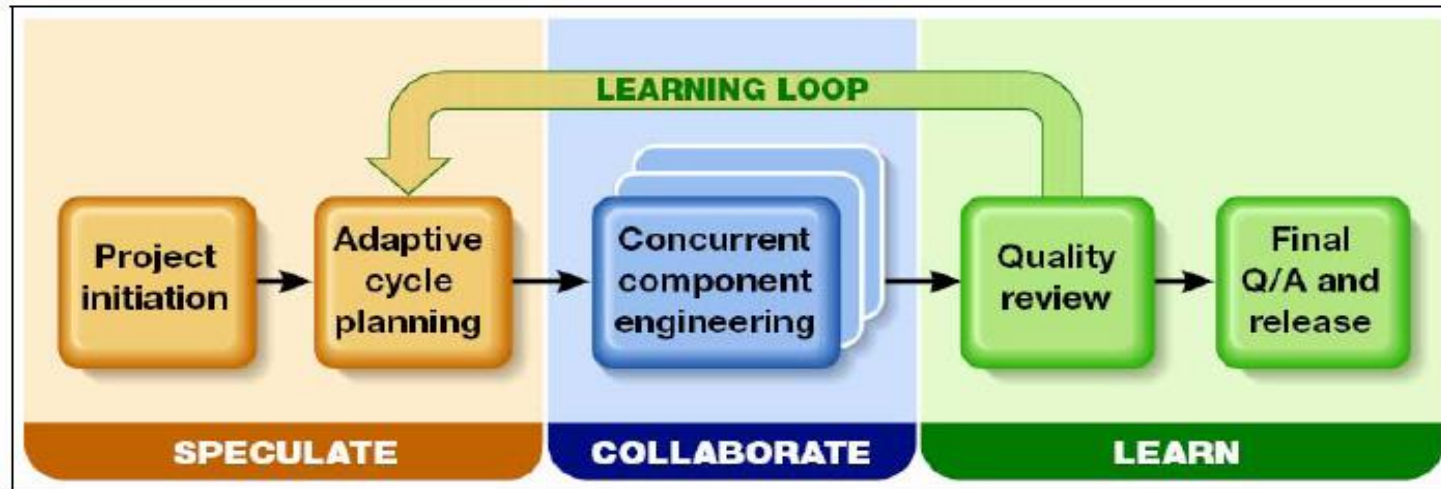 LEARNING LOOP
Project
initiation
Adaptive
cycle
planning
Concurrent
component
engineering
Quality
review
Final
Q/A and
release
SPECULATE
COLLABORATE
LEARN